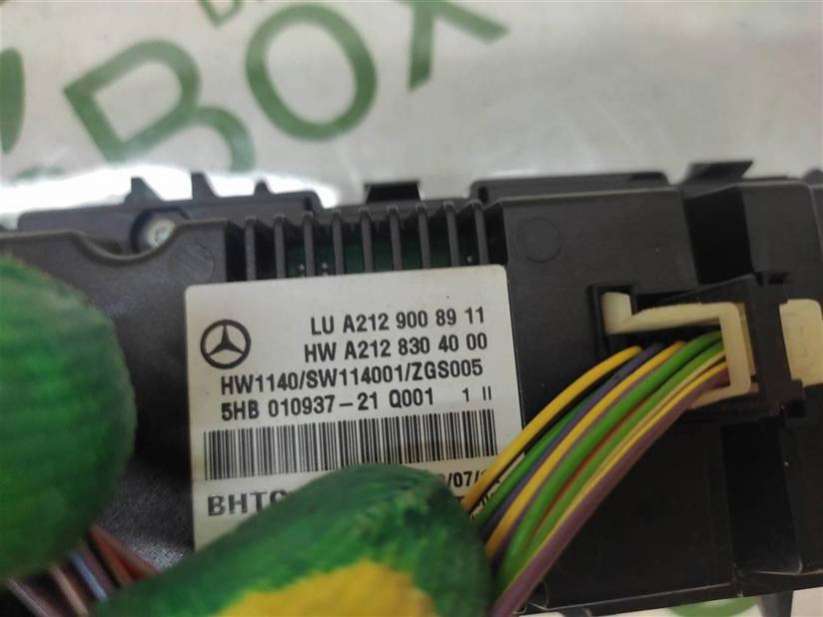 BOX
LU A212 900 89 11
HW A212 830 40 00
HW1140/SW114001/ZGS005
5HB 010937-21 Q001 1 II
BHTC